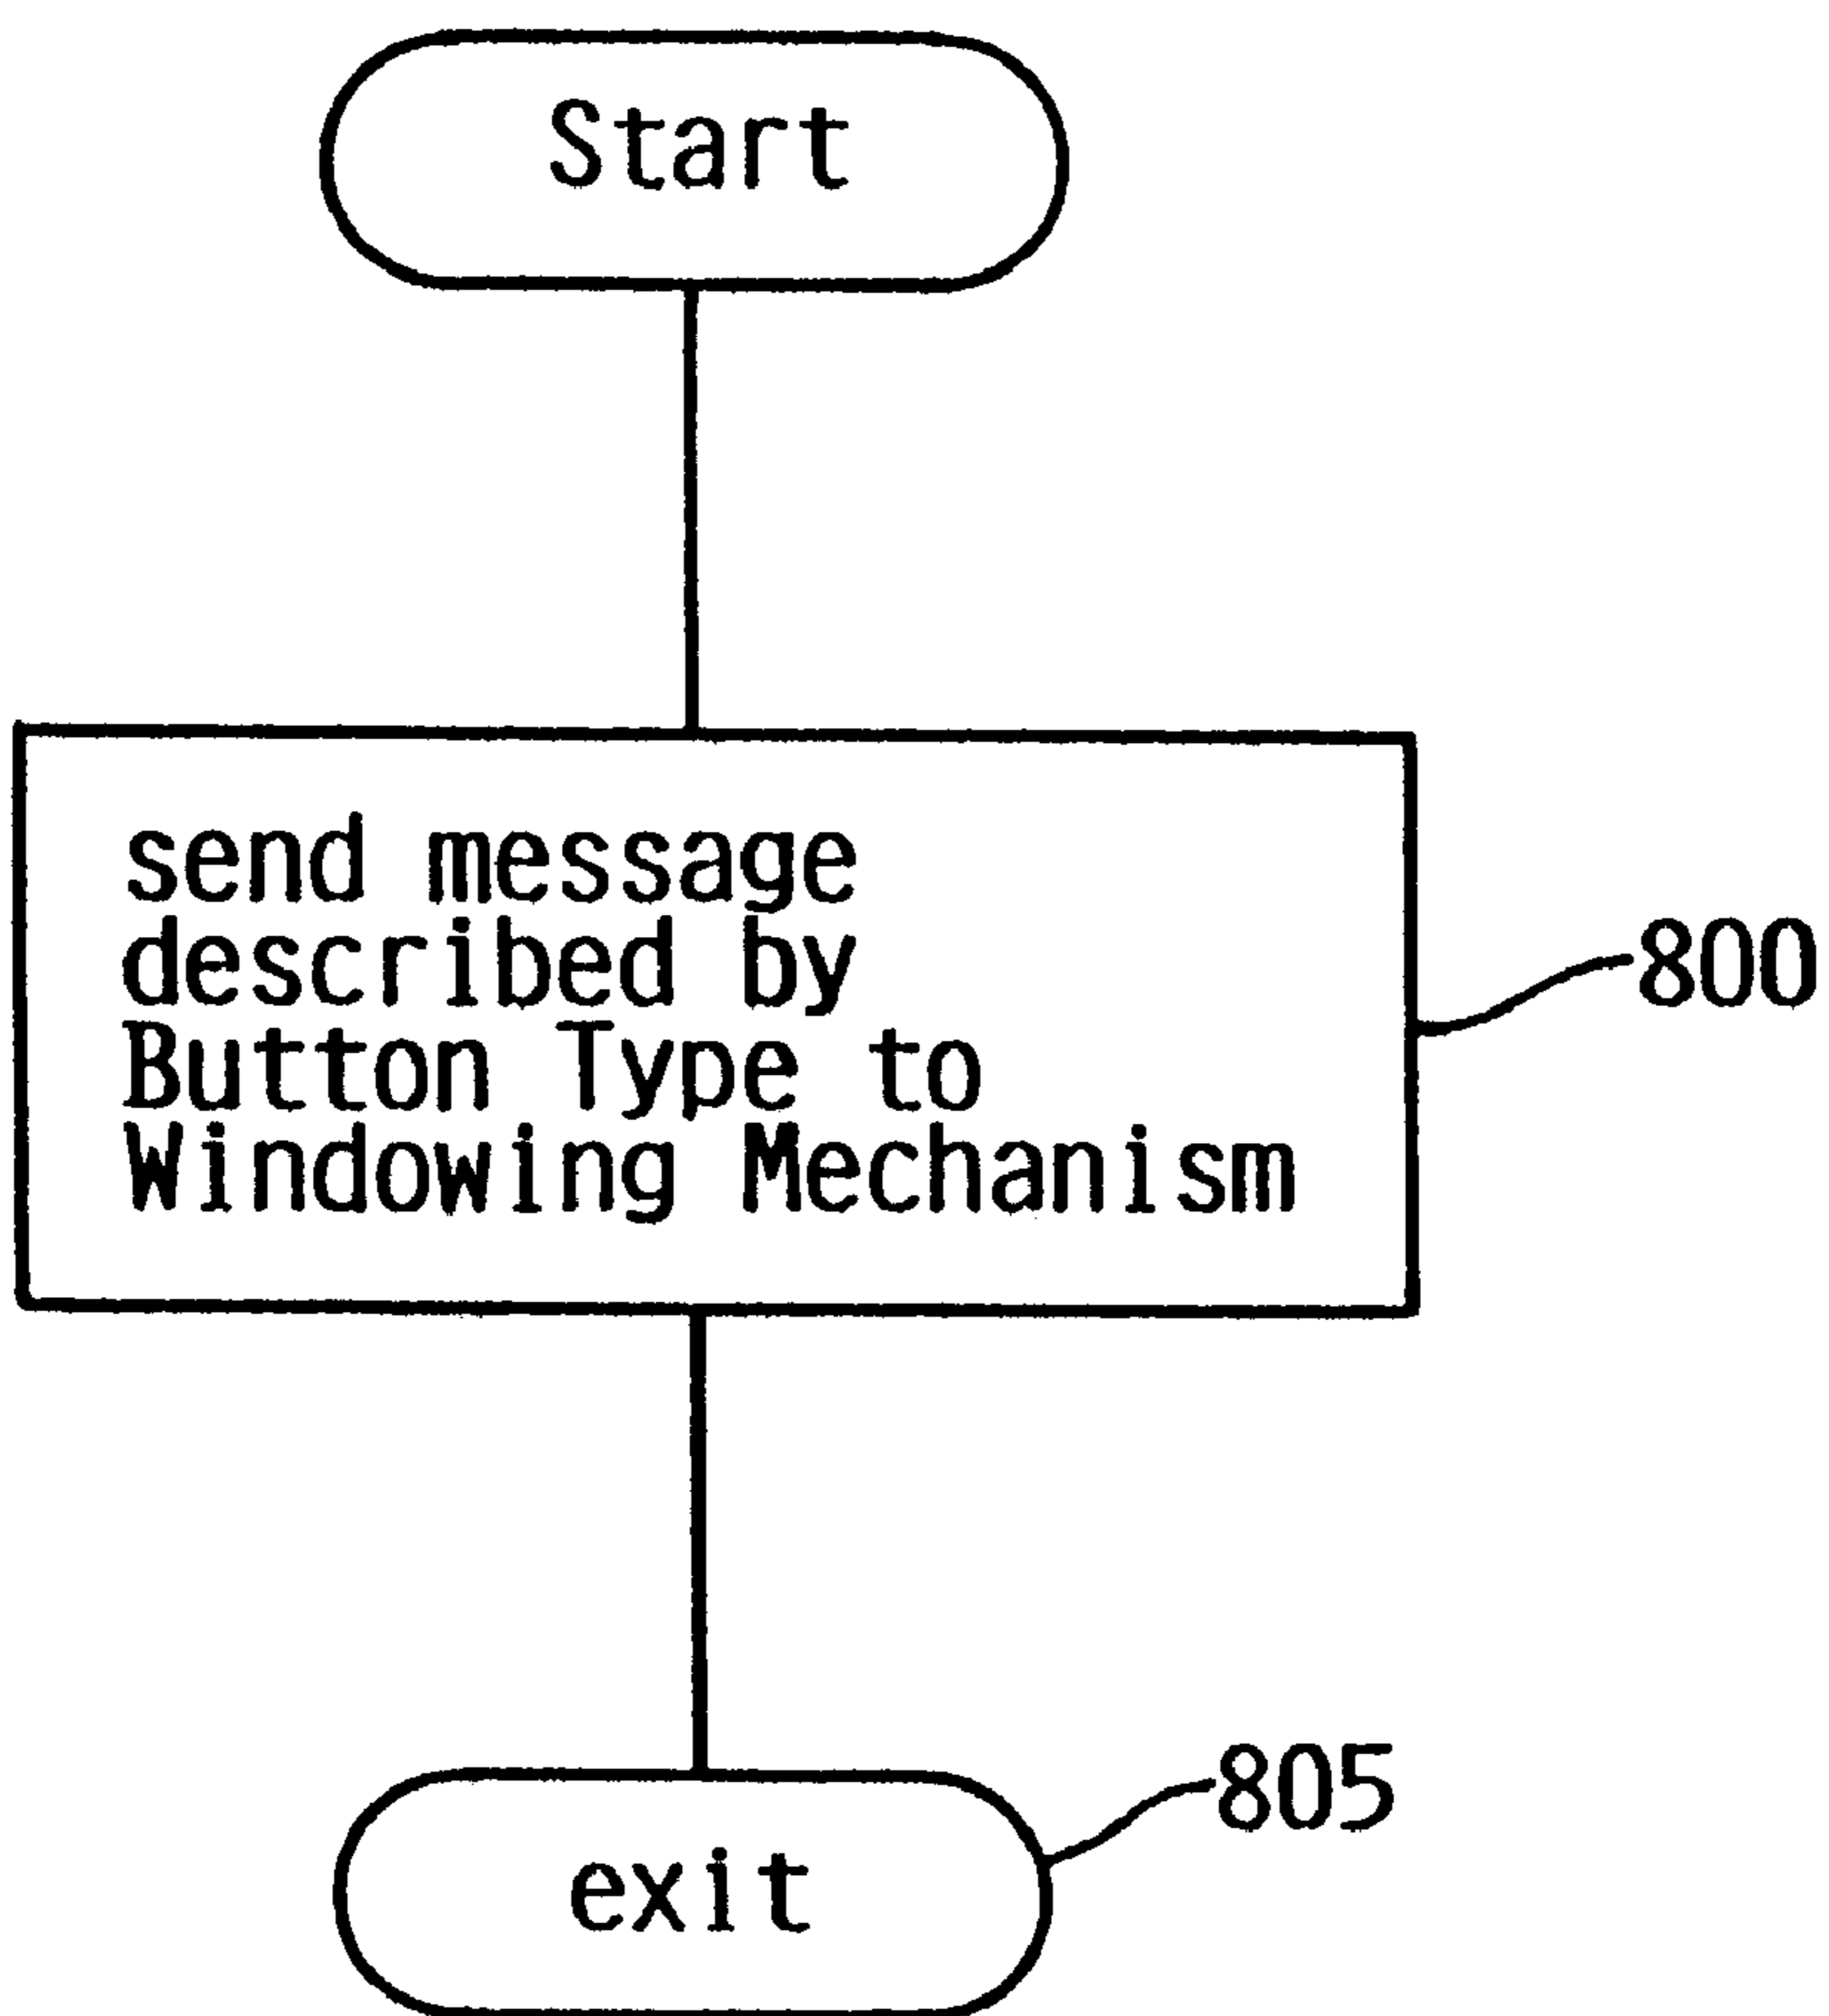 Start
send message
described by
Button Type to
Windowing Mechanism
800
805
exit